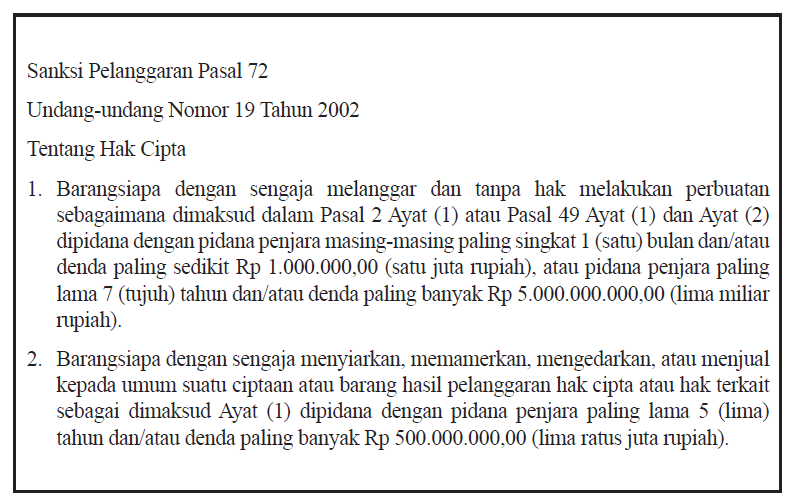 Sanksi Pelanggaran Pasal 72
Undang-undang Nomor 19 Tahun 2002
Tentang Hak Cipta
1. Barangsiapa dengan sengaja melanggar dan tanpa hak melakukan perbuatan
sebagaimana dimaksud dalam Pasal 2 Ayat (1) atau Pasal 49 Ayat (1) dan Ayat (2)
dipidana dengan pidana penjara masing-masing paling singkat 1 (satu) bulan dan/atau
denda paling sedikit Rp 1.000.000,00 (satu juta rupiah), atau pidana penjara paling
lama 7 (tujuh) tahun dan/atau denda paling banyak Rp 5.000.000.000,00 (lima miliar
rupiah).
2. Barangsiapa dengan sengaja menyiarkan, memamerkan, mengedarkan, atau menjual
kepada umum suatu ciptaan atau barang hasil pelanggaran hak cipta atau hak terkait
sebagai dimaksud Ayat (1) dipidana dengan pidana penjara paling lama 5 (lima)
tahun dan/atau denda paling banyak Rp 500.000.000,00 (lima ratus juta rupiah).